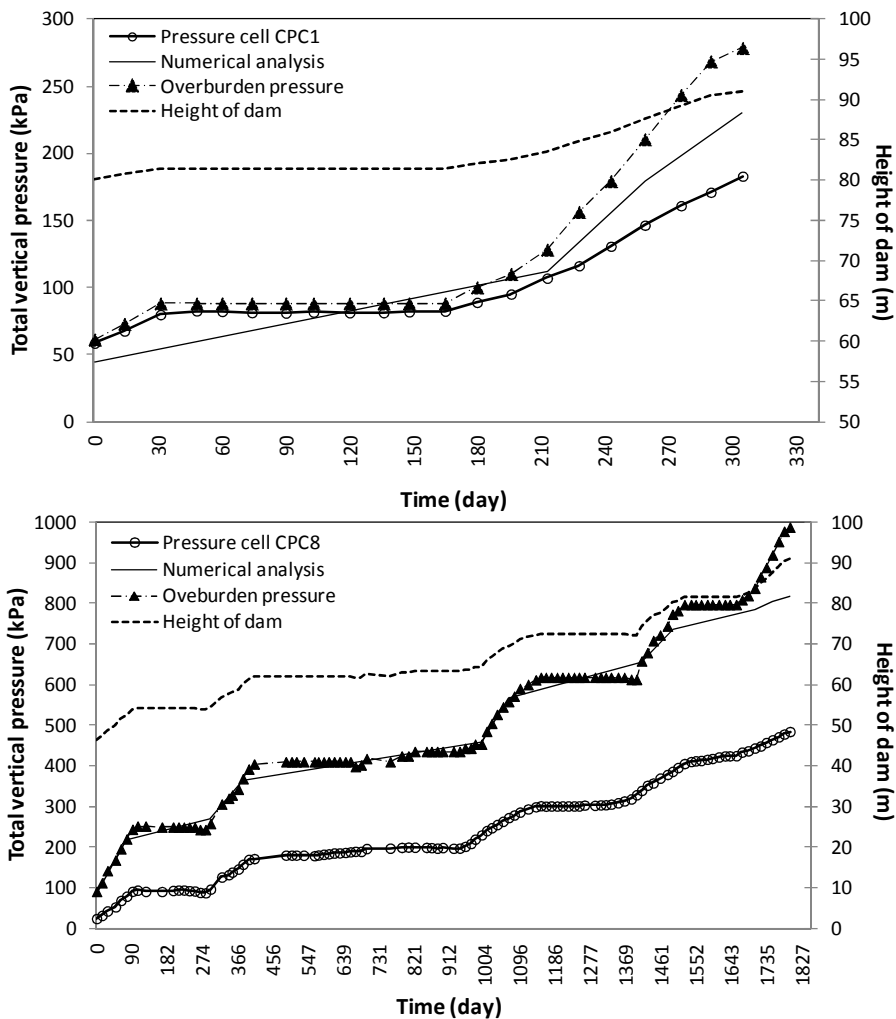 Total vertical pressure (kPa)
300
250
200
150
100
50
0
Pressure cell CPC1
Numerical analysis
Overburden pressure
Height of dam
100
95
90
85
80
75
70
65
60
55
50
Height of dam (m)
0 30 60 90 120 150 180 210 240 270 300 330
Time (day)
Total vertical pressure (kPa)
1000
900
800
700
600
500
400
300
200
100
0
Pressure cell CPC8
Numerical analysis
Oveburden pressure
Height of dam
100
90
80
70
60
50
40
30
20
10
0
Height of dam (m)
0 90 182 274 366 456 547 639 731 821 912 1004 1096 1186 1277 1369 1461 1552 1643 1735 1827
Time (day)